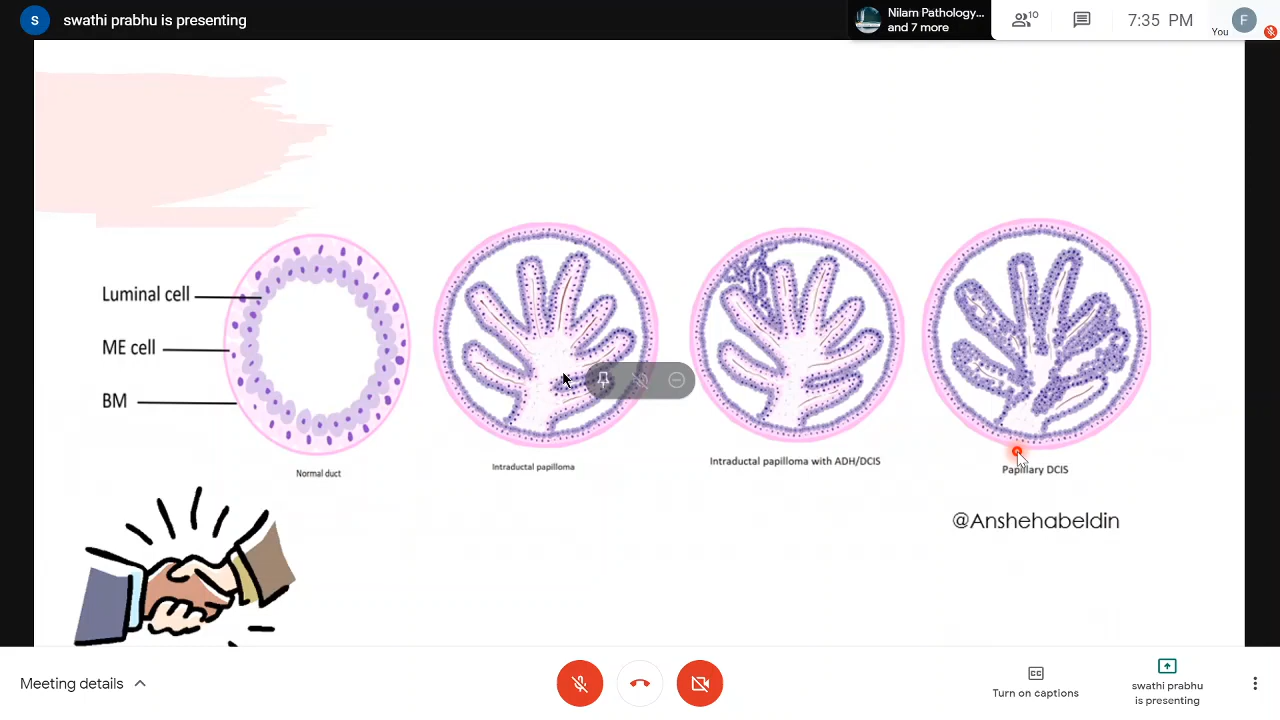 S
swathi prabhu is presenting
Nilam Pathology...
and 7 more
10
7:35 PM
You
F
Luminal cell
ME cell
BM
Normal duct
Intraductal papilloma
Intraductal papilloma with ADH/DCIS
Papillary DCIS
@Anshehabeldin
Meeting details
CC
Turn on captions
swathi prabhu
is presenting